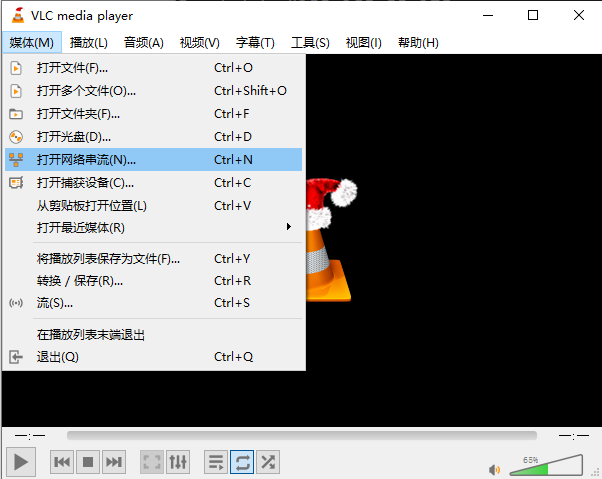 VLC media player
媒体(M) 播放(L) 音频(A) 视频(V) 字幕(T) 工具(S) 视图(I) 帮助(H)
打开文件(F)... Ctrl+O
打开多个文件(O)... Ctrl+Shift+O
打开文件夹(F)... Ctrl+F
打开光盘(D)... Ctrl+D
打开网络串流(N)... Ctrl+N
打开捕获设备(C)... Ctrl+C
从剪贴板打开位置(L) Ctrl+V
打开最近媒体(R)
将播放列表保存为文件(F)... Ctrl+Y
转换 / 保存(R)... Ctrl+R
流(S)... Ctrl+S
在播放列表末端退出
退出(Q) Ctrl+Q
--:-- --:--
65%